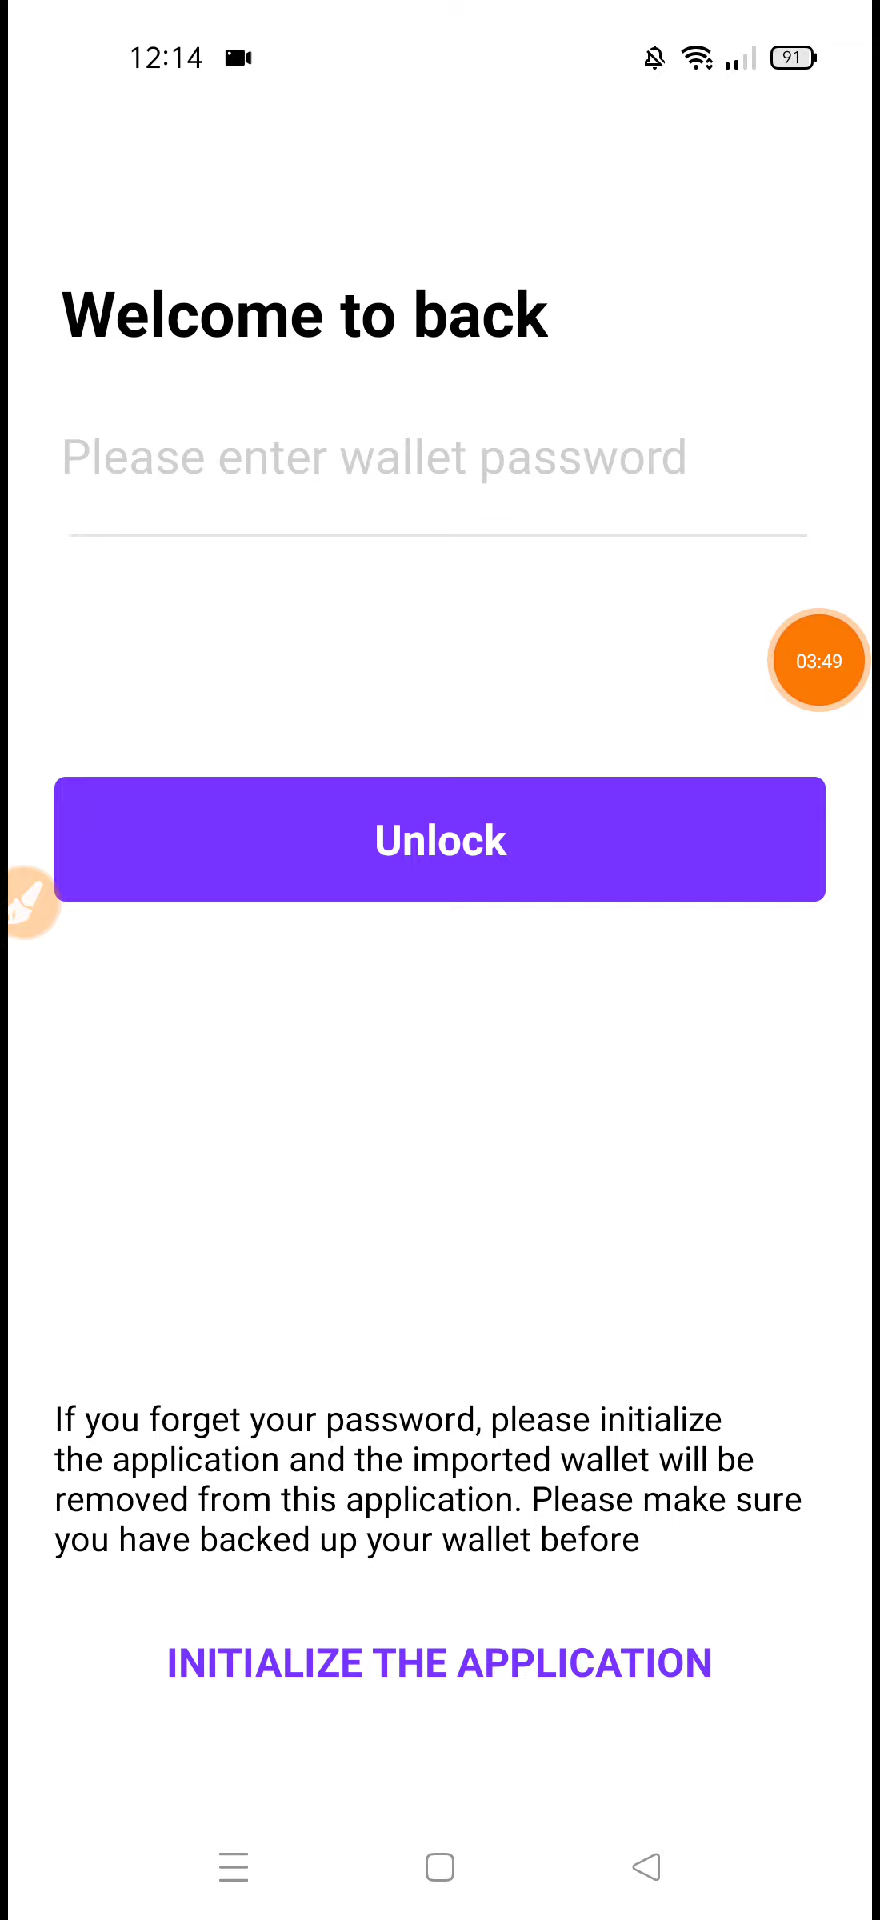 12:14
91
Welcome to back
Please enter wallet password
03:49
Unlock
If you forget your password, please initialize
the application and the imported wallet will be
removed from this application. Please make sure
you have backed up your wallet before
INITIALIZE THE APPLICATION